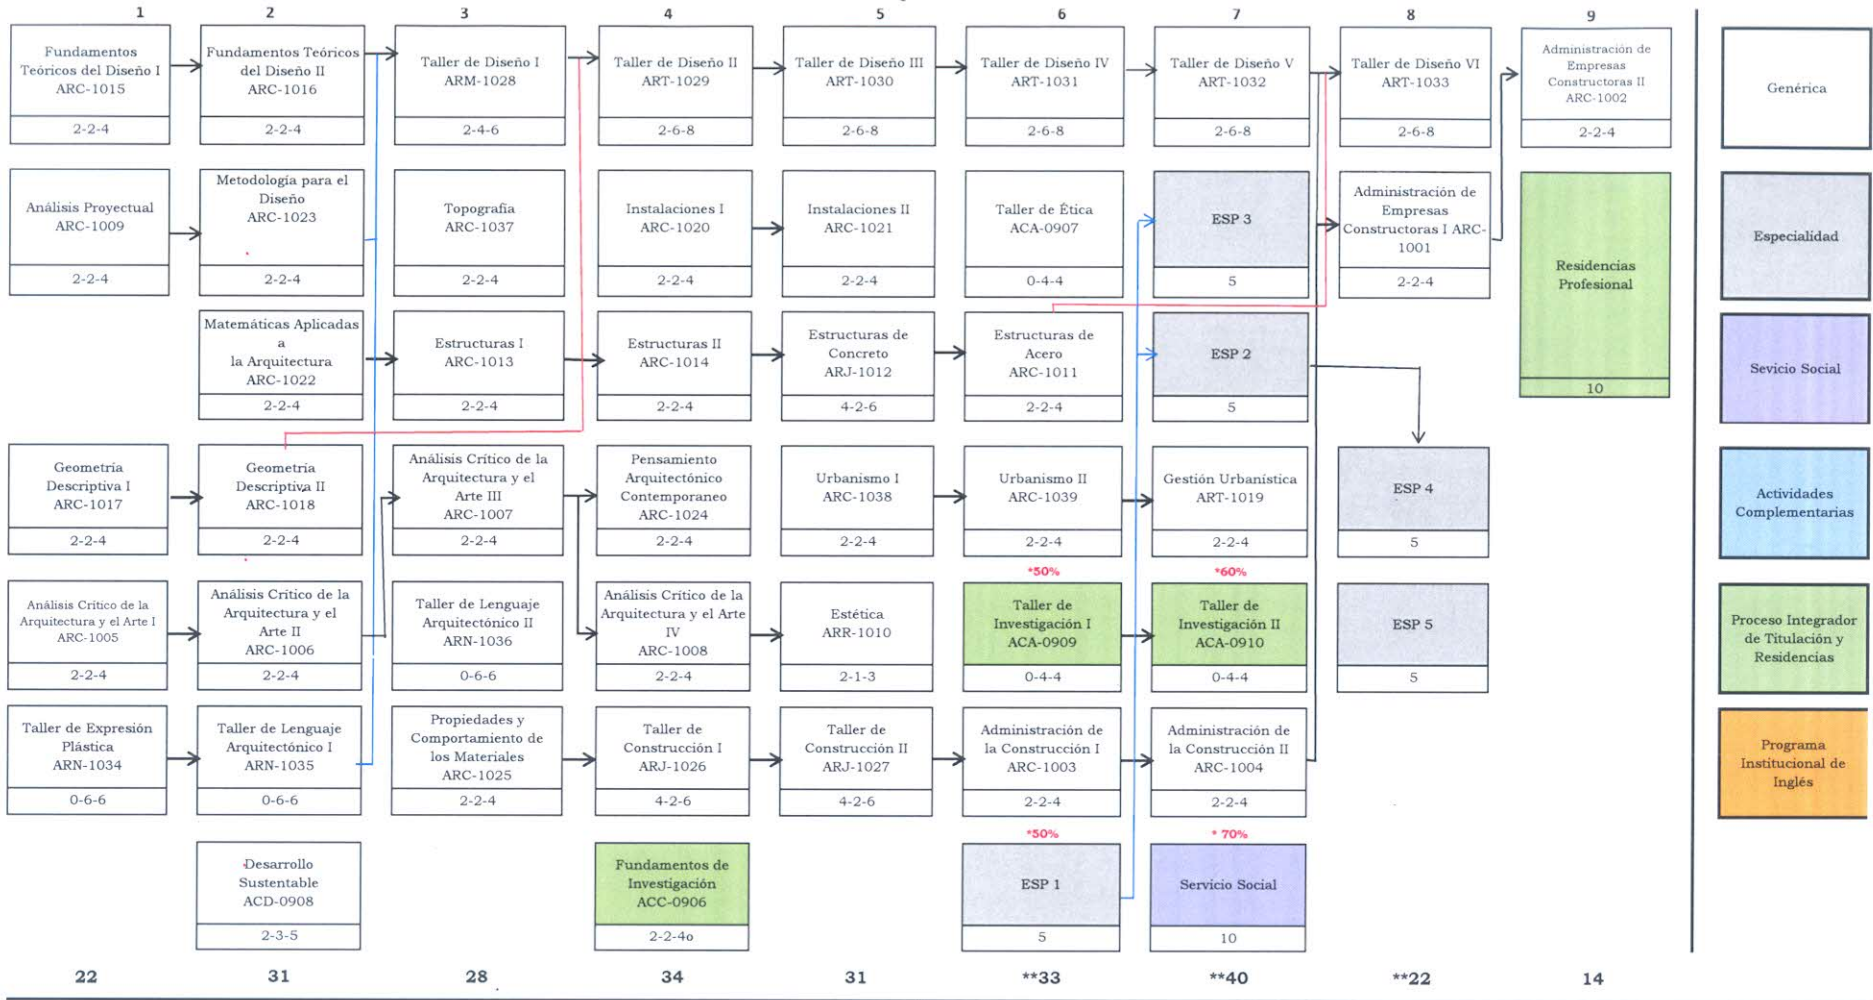 1 2 3 4 5 6 7 8 9
Fundamentos
Teóricos del Diseño I
ARC-1015
2-2-4
Fundamentos Teóricos
del Diseño II
ARC-1016
2-2-4
Taller de Diseño I
ARM-1028
2-4-6
Taller de Diseño II
ART-1029
2-6-8
Taller de Diseño III
ART-1030
2-6-8
Taller de Diseño IV
ART-1031
2-6-8
Taller de Diseño V
ART-1032
2-6-8
Taller de Diseño VI
ART-1033
2-6-8
Administración de
Empresas
Constructoras II
ARC-1002
2-2-4
Genérica
Análisis Proyectual
ARC-1009
2-2-4
Metodología para el
Diseño
ARC-1023
2-2-4
Topografía
ARC-1037
2-2-4
Instalaciones I
ARC-1020
2-2-4
Instalaciones II
ARC-1021
2-2-4
Taller de Ética
ACA-0907
0-4-4
ESP 3
5
Administración de
Empresas
Constructoras I ARC-
1001
2-2-4
Residencias
Profesional
10
Especialidad
Matemáticas Aplicadas
a
la Arquitectura
ARC-1022
2-2-4
Estructuras I
ARC-1013
2-2-4
Estructuras II
ARC-1014
2-2-4
Estructuras de
Concreto
ARJ-1012
4-2-6
Estructuras de
Acero
ARC-1011
2-2-4
ESP 2
5
Sevicio Social
Geometría
Descriptiva I
ARC-1017
2-2-4
Geometría
Descriptiva II
ARC-1018
2-2-4
Análisis Crítico de la
Arquitectura y el
Arte III
ARC-1007
2-2-4
Pensamiento
Arquitectónico
Contemporaneo
ARC-1024
2-2-4
Urbanismo I
ARC-1038
2-2-4
Urbanismo II
ARC-1039
2-2-4
Gestión Urbanística
ART-1019
2-2-4
ESP 4
5
Actividades
Complementarias
Análisis Crítico de la
Arquitectura y el Arte I
ARC-1005
2-2-4
Análisis Crítico de la
Arquitectura y el
Arte II
ARC-1006
2-2-4
Taller de Lenguaje
Arquitectónico II
ARN-1036
0-6-6
Análisis Crítico de la
Arquitectura y el Arte
IV
ARC-1008
2-2-4
Estética
ARR-1010
2-1-3
*50%
Taller de
Investigación I
ACA-0909
0-4-4
*60%
Taller de
Investigación II
ACA-0910
0-4-4
ESP 5
5
Proceso Integrador
de Titulación y
Residencias
Taller de Expresión
Plástica
ARN-1034
0-6-6
Taller de Lenguaje
Arquitectónico I
ARN-1035
0-6-6
Propiedades y
Comportamiento de
los Materiales
ARC-1025
2-2-4
Taller de
Construcción I
ARJ-1026
4-2-6
Taller de
Construcción II
ARJ-1027
4-2-6
Administración de
la Construcción I
ARC-1003
2-2-4
Administración de
la Construcción II
ARC-1004
2-2-4
Programa
Institucional de
Inglés
Desarrollo
Sustentable
ACD-0908
2-3-5
Fundamentos de
Investigación
ACC-0906
2-2-4o
*50%
ESP 1
5
* 70%
Servicio Social
10
22 31 28 34 31 **33 **40 **22 14